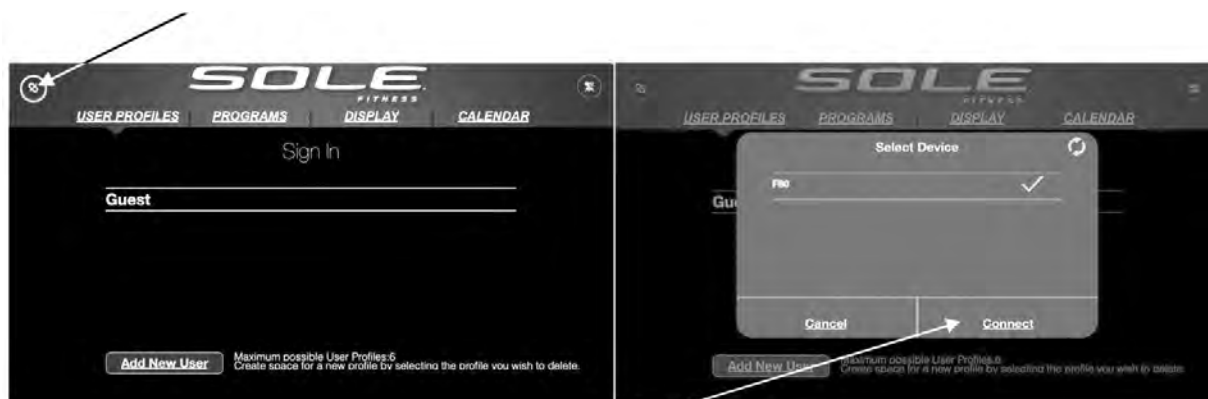 SOLE
FITNESS
USER PROFILES PROGRAMS DISPLAY CALENDAR
Sign In
Guest
Add New User
Maximum possible User Profiles:6
Create space for a new profile by selecting the profile you wish to delete.
SOLE
FITNESS
USER PROFILES PROGRAMS DISPLAY CALENDAR
Select Device
Gu
Cancel Connect
Add New User
Maximum possible User Profiles:6
Create space for a new profile by selecting the profile you wish to delete.